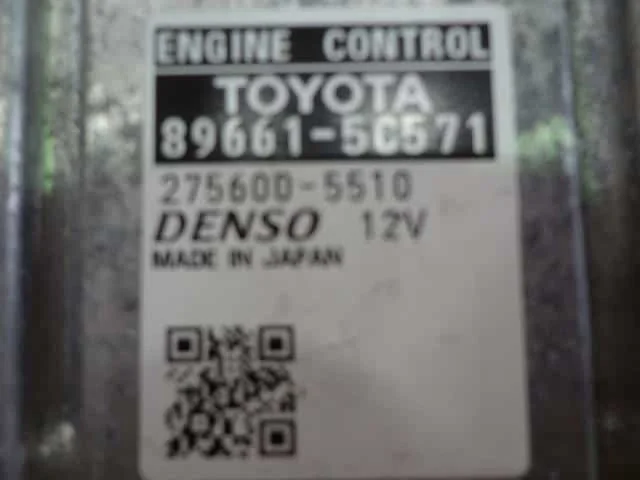 ENGINE CONTROL
TOYOTA
89661-5C571
275600-5510
DENSO 12V
MADE IN JAPAN